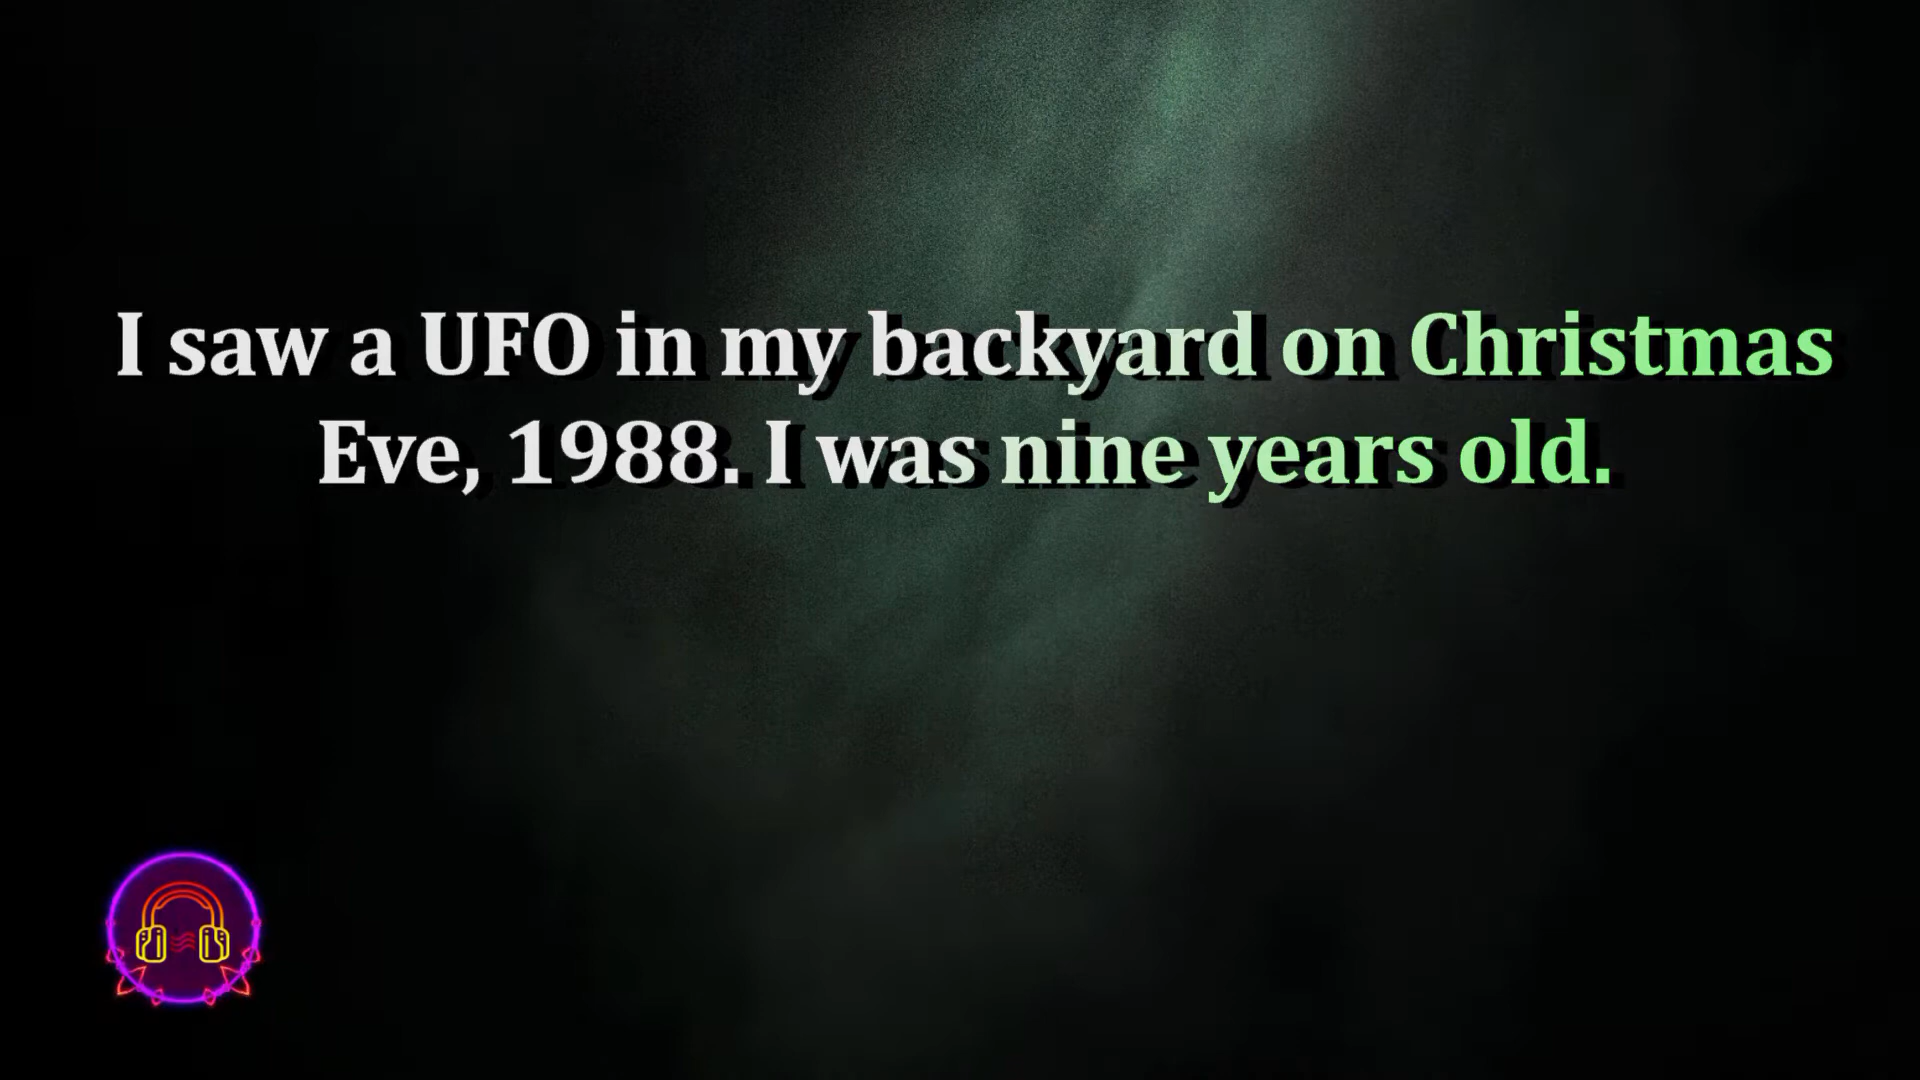 I saw a UFO in my backyard on Christmas
Eve, 1988. I was nine years old.